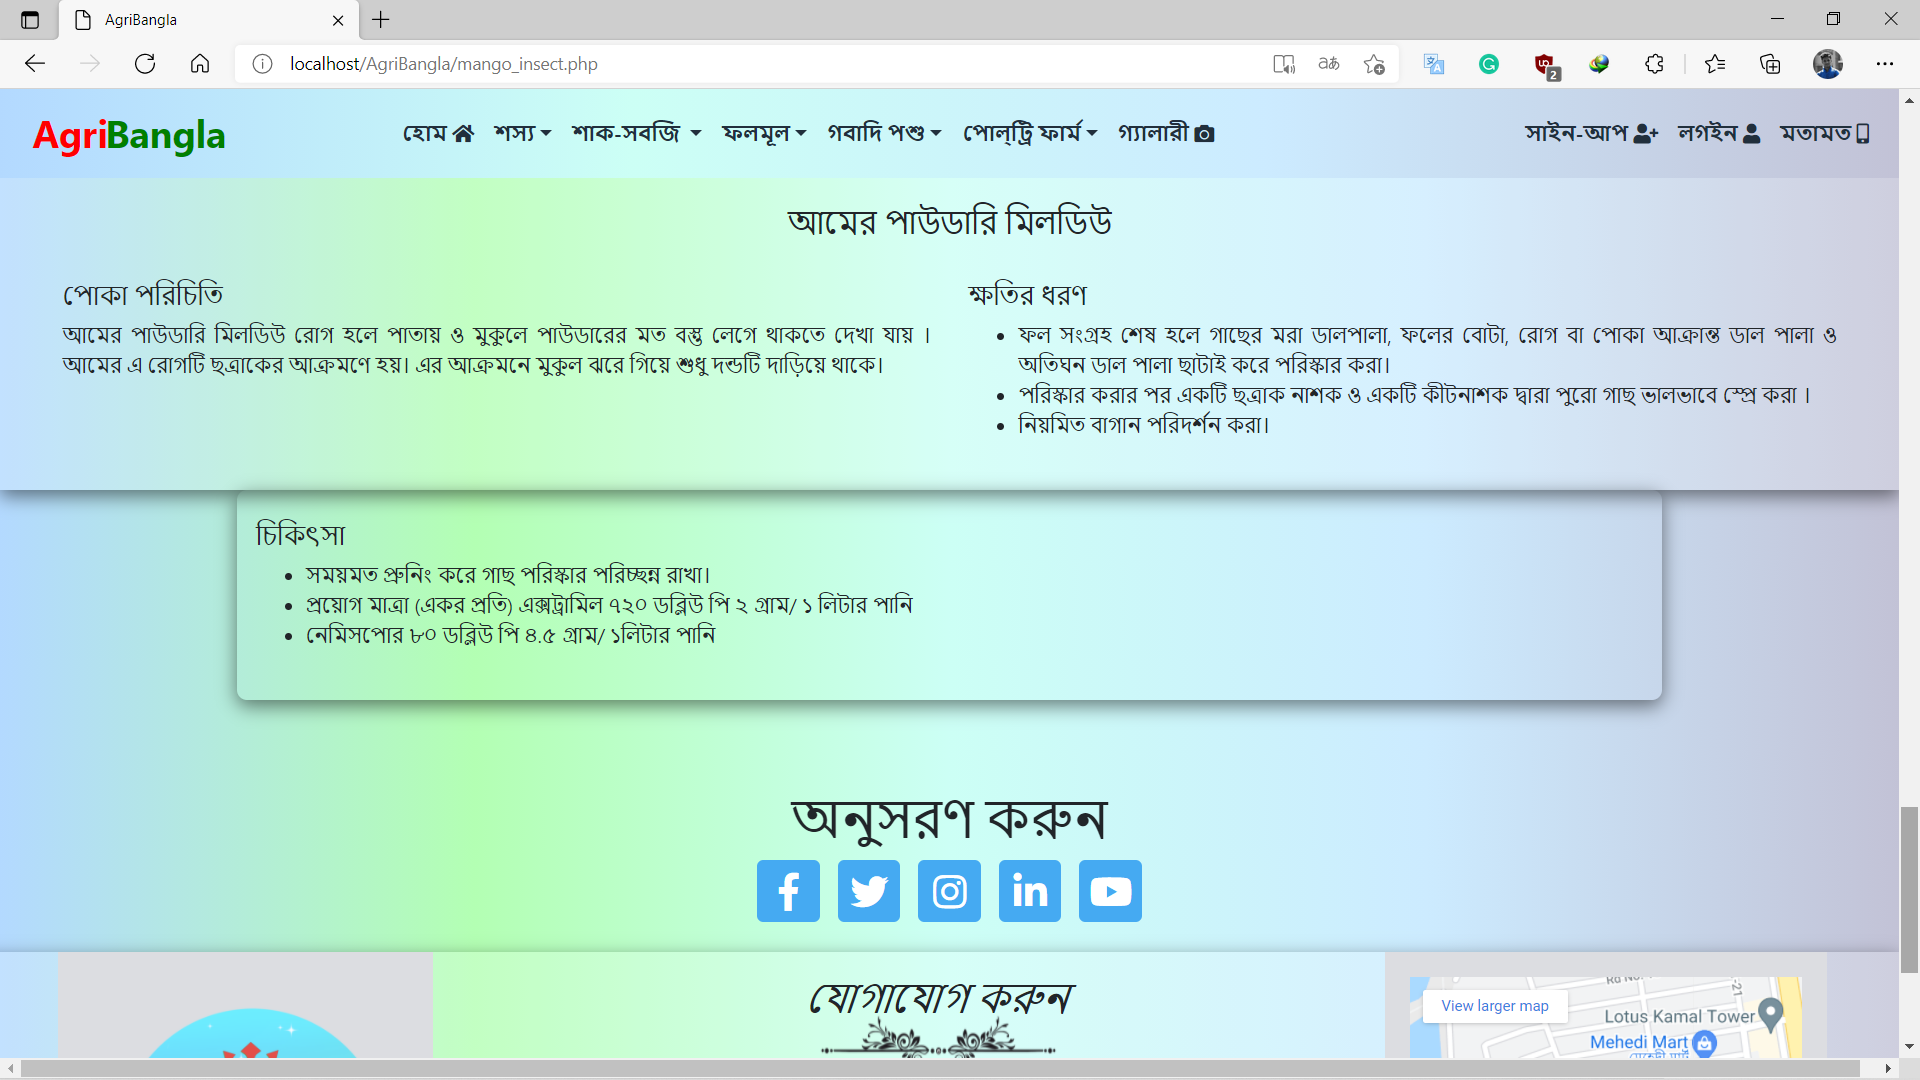 AgriBangla
localhost/AgriBangla/mango_insect.php
2
AgriBangla হোম শস্য শাক-সবজি ফলমূল গবাদি পশু পোল্ট্রি ফার্ম গ্যালারী সাইন-আপ লগইন মতামত
আমের পাউডারি মিলডিউ
পোকা পরিচিতি
আমের পাউডারি মিলডিউ রোগ হলে পাতায় ও মুকুলে পাউডারের মত বস্তু লেগে থাকতে দেখা যায় ।
আমের এ রোগটি ছত্রাকের আক্রমণে হয়। এর আক্রমনে মুকুল ঝরে গিয়ে শুধু দন্ডটি দাড়িয়ে থাকে।
ক্ষতির ধরণ
• ফল সংগ্রহ শেষ হলে গাছের মরা ডালপালা, ফলের বোটা, রোগ বা পোকা আক্রান্ত ডাল পালা ও
অতিঘন ডাল পালা ছাটাই করে পরিস্কার করা।
• পরিস্কার করার পর একটি ছত্রাক নাশক ও একটি কীটনাশক দ্বারা পুরো গাছ ভালভাবে স্প্রে করা ।
• নিয়মিত বাগান পরিদর্শন করা।
চিকিৎসা
• সময়মত প্রুনিং করে গাছ পরিস্কার পরিচ্ছন্ন রাখা।
• প্রয়োগ মাত্রা (একর প্রতি) এক্সট্রামিল ৭২০ ডব্লিউ পি ২ গ্রাম/ ১ লিটার পানি
• নেমিসপোর ৮০ ডব্লিউ পি ৪.৫ গ্রাম/ ১লিটার পানি
অনুসরণ করুন
যোগাযোগ করুন
View larger map
Lotus Kamal Tower
Mehedi Mart